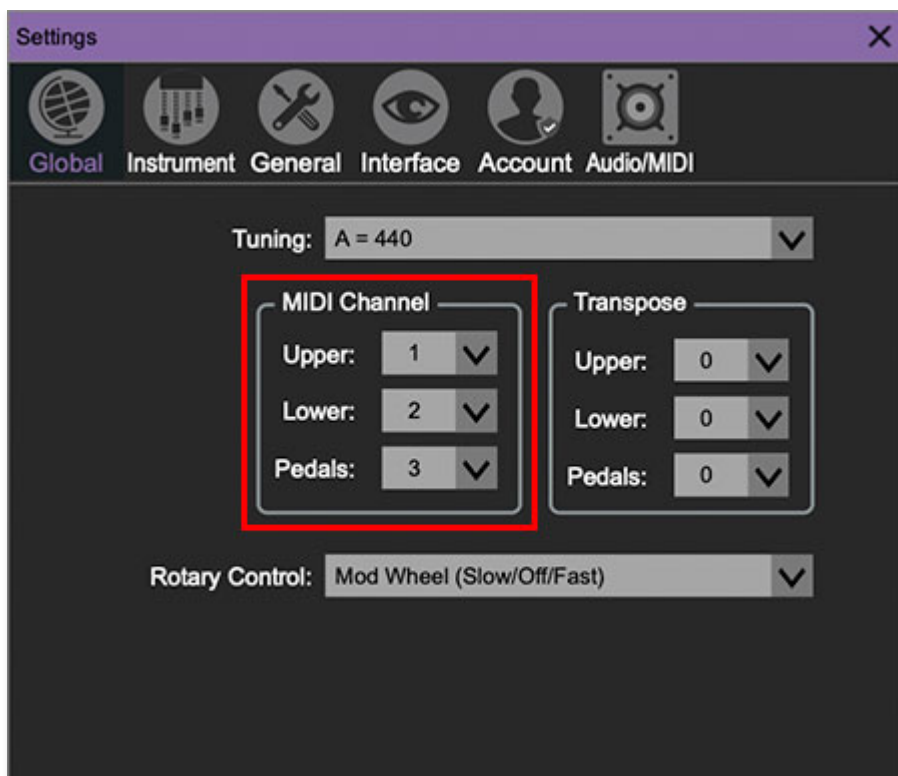 Settings
Global Instrument General Interface Account Audio/MIDI
Tuning: A = 440
MIDI Channel
Upper: 1
Lower: 2
Pedals: 3
Transpose
Upper: 0
Lower: 0
Pedals: 0
Rotary Control: Mod Wheel (Slow/Off/Fast)